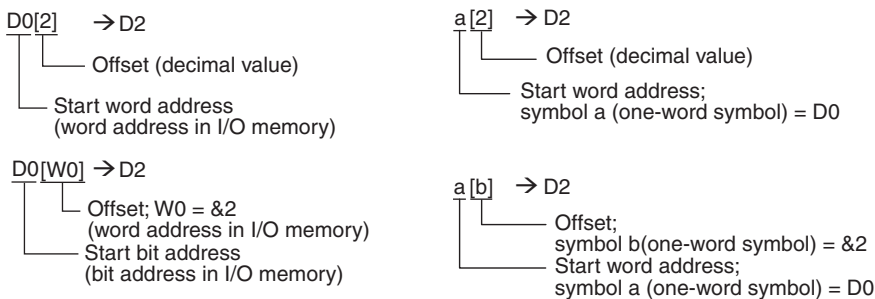 D0[2] → D2
Offset (decimal value)
Start word address
(word address in I/O memory)
a [2] → D2
Offset (decimal value)
Start word address;
symbol a (one-word symbol) = D0
D0[W0] → D2
Offset; W0 = &2
(word address in I/O memory)
Start bit address
(bit address in I/O memory)
a [b] → D2
Offset;
symbol b(one-word symbol) = &2
Start word address;
symbol a (one-word symbol) = D0